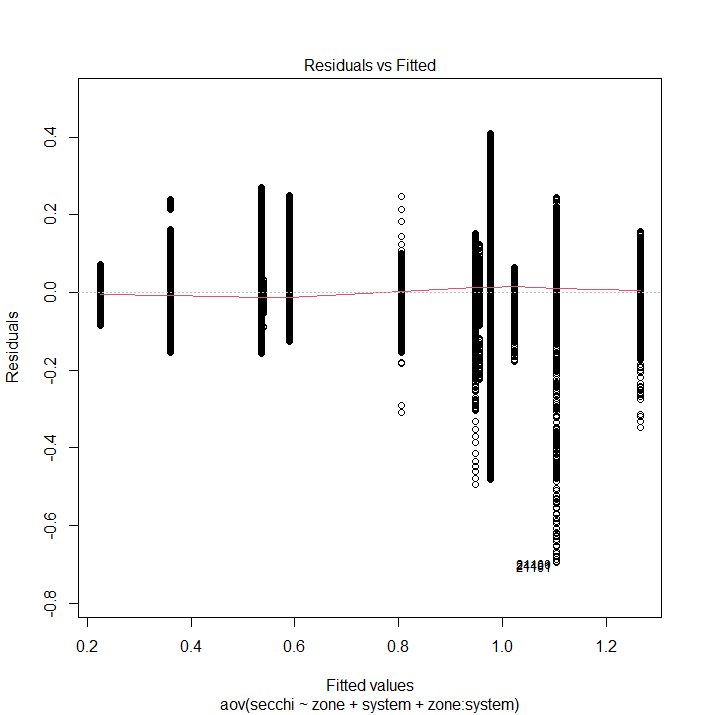 Residuals vs Fitted
Residuals
0.4
0.2
0.0
-0.2
-0.4
-0.6
-0.8
0.2 0.4 0.6 0.8 1.0 1.2
Fitted values
aov(secchi ~ zone + system + zone:system)